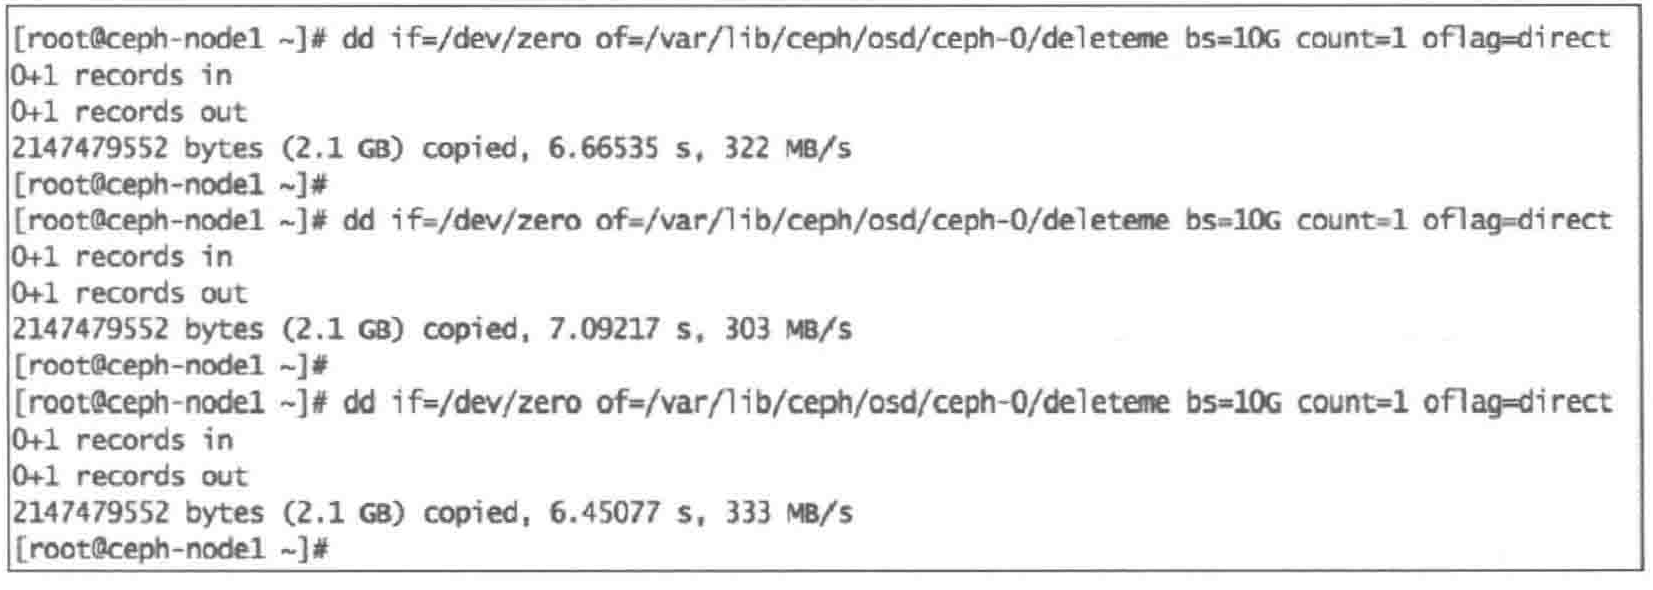 [root@ceph-node1 ~]# dd if=/dev/zero of=/var/lib/ceph/osd/ceph-0/deleteme bs=10G count=1 oflag=direct
0+1 records in
0+1 records out
2147479552 bytes (2.1 GB) copied, 6.66535 s, 322 MB/s
[root@ceph-node1 ~]#
[root@ceph-node1 ~]# dd if=/dev/zero of=/var/lib/ceph/osd/ceph-0/deleteme bs=10G count=1 oflag=direct
0+1 records in
0+1 records out
2147479552 bytes (2.1 GB) copied, 7.09217 s, 303 MB/s
[root@ceph-node1 ~]#
[root@ceph-node1 ~]# dd if=/dev/zero of=/var/lib/ceph/osd/ceph-0/deleteme bs=10G count=1 oflag=direct
0+1 records in
0+1 records out
2147479552 bytes (2.1 GB) copied, 6.45077 s, 333 MB/s
[root@ceph-node1 ~]#